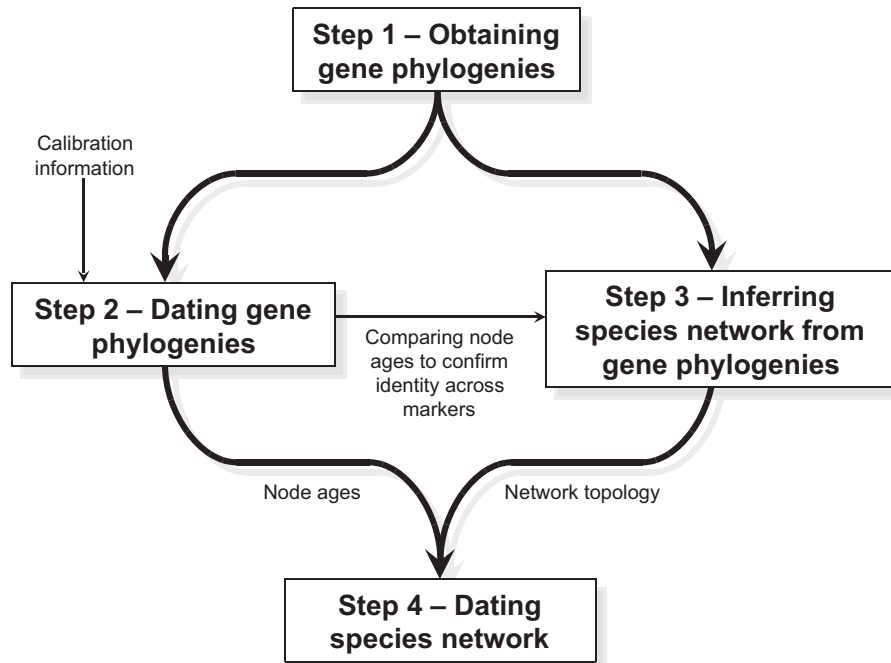 Step 1 – Obtaining
gene phylogenies
Calibration
information
Step 2 – Dating gene
phylogenies
Step 3 – Inferring
species network from
gene phylogenies
Comparing node
ages to confirm
identity across
markers
Node ages
Network topology
Step 4 – Dating
species network